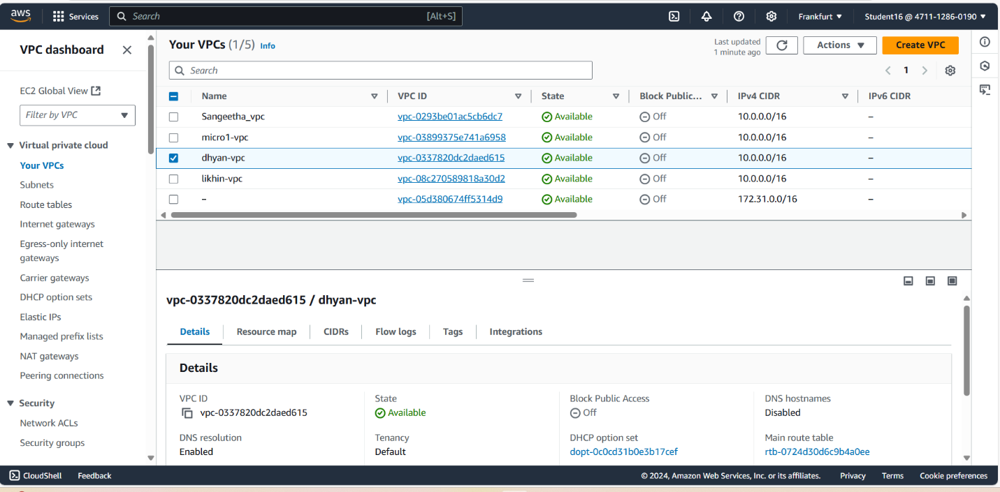 aws Services Search [Alt+S] Frankfurt Student16 @ 4711-1286-0190
VPC dashboard
EC2 Global View
Filter by VPC
Virtual private cloud
Your VPCs
Subnets
Route tables
Internet gateways
Egress-only internet
gateways
Carrier gateways
DHCP option sets
Elastic IPs
Managed prefix lists
NAT gateways
Peering connections
Security
Network ACLs
Security groups
Your VPCs (1/5) Info
Last updated
1 minute ago
Actions
Create VPC
Search
1
Name VPC ID State Block Public... IPv4 CIDR IPv6 CIDR
Sangeetha_vpc vpc-0293be01ac5cb6dc7 Available Off 10.0.0.0/16 –
micro1-vpc vpc-03899375e741a6958 Available Off 10.0.0.0/16 –
dhyan-vpc vpc-0337820dc2daed615 Available Off 10.0.0.0/16 –
likhin-vpc vpc-08c270589818a30d2 Available Off 10.0.0.0/16 –
– vpc-05d380674ff5314d9 Available Off 172.31.0.0/16 –
vpc-0337820dc2daed615 / dhyan-vpc
Details Resource map CIDRs Flow logs Tags Integrations
Details
VPC ID State Block Public Access DNS hostnames
vpc-0337820dc2daed615 Available Off Disabled
DNS resolution Tenancy DHCP option set Main route table
Enabled Default dopt-0c0cd31b0e3b17cef rtb-0724d30d6c9b4a0ee
CloudShell Feedback © 2024, Amazon Web Services, Inc. or its affiliates. Privacy Terms Cookie preferences